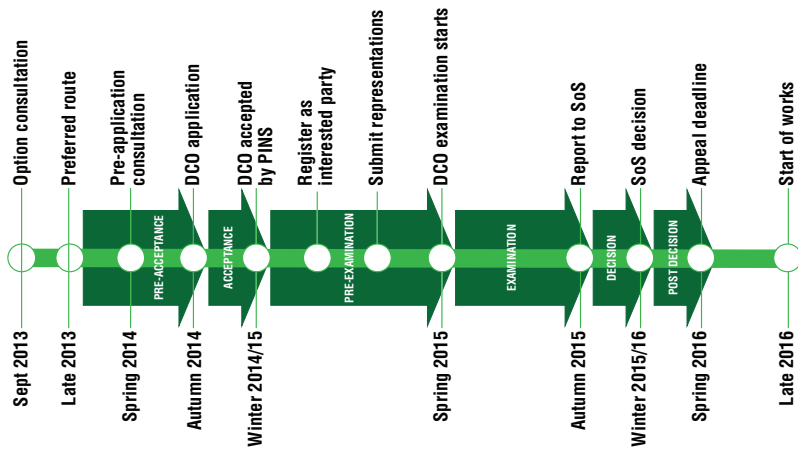 Option consultation
Preferred route
Pre-application
consultation
DCO application
DCO accepted
by PINS
Register as
interested party
Submit representations
DCO examination starts
Report to SoS
SoS decision
Appeal deadline
Start of works
PRE-ACCEPTANCE
ACCEPTANCE
PRE-EXAMINATION
EXAMINATION
DECISION
POST DECISION
Sept 2013
Late 2013
Spring 2014
Autumn 2014
Winter 2014/15
Spring 2015
Autumn 2015
Winter 2015/16
Spring 2016
Late 2016